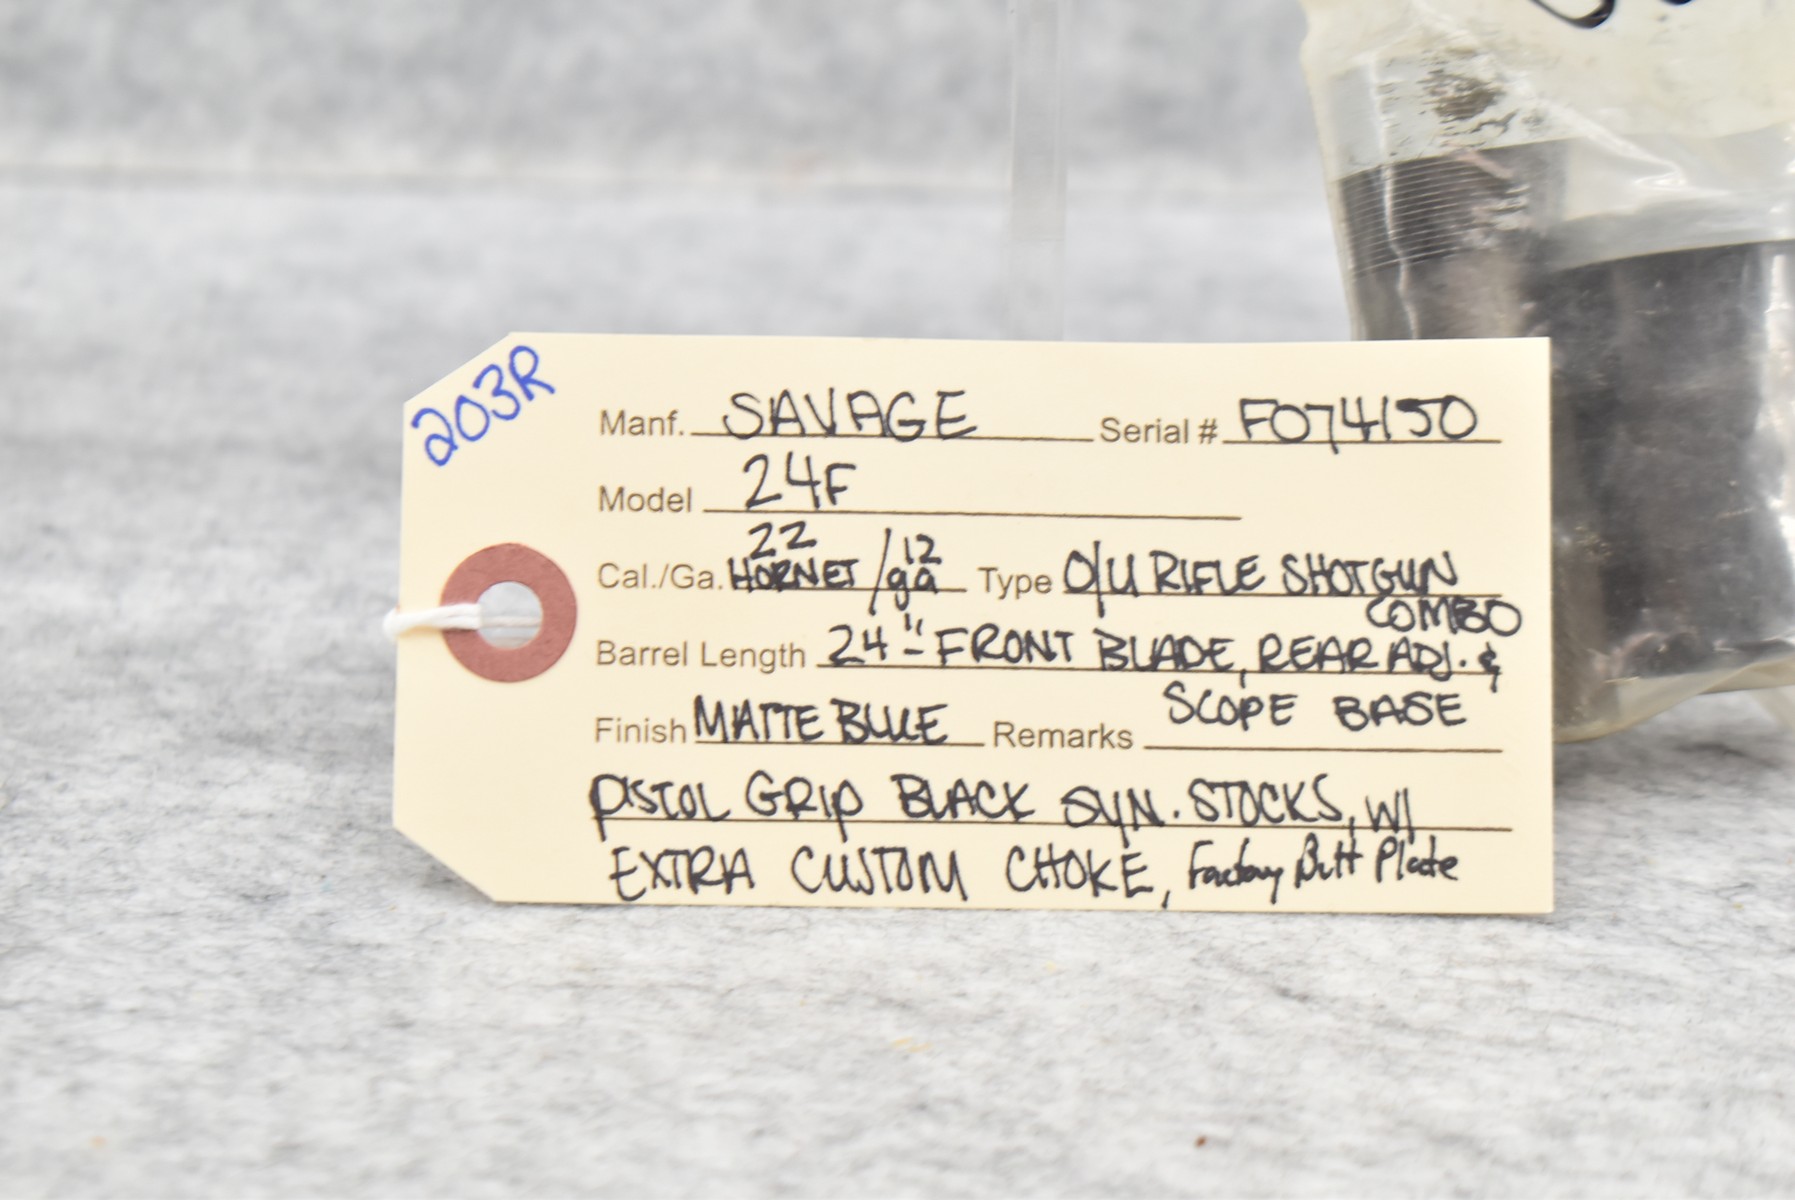 203R
Manf. SAVAGE Serial # F074150
Model 24F
Cal./Ga. 22 HORNET / 12 ga Type O/U RIFLE SHOTGUN COMBO
Barrel Length 24" - FRONT BLADE, REAR ADJ. &
Finish MATTE BLUE Remarks SCOPE BASE
PISTOL GRIP BLACK SYN. STOCKS, W/
EXTRA CUSTOM CHOKE, Factory Butt Plate